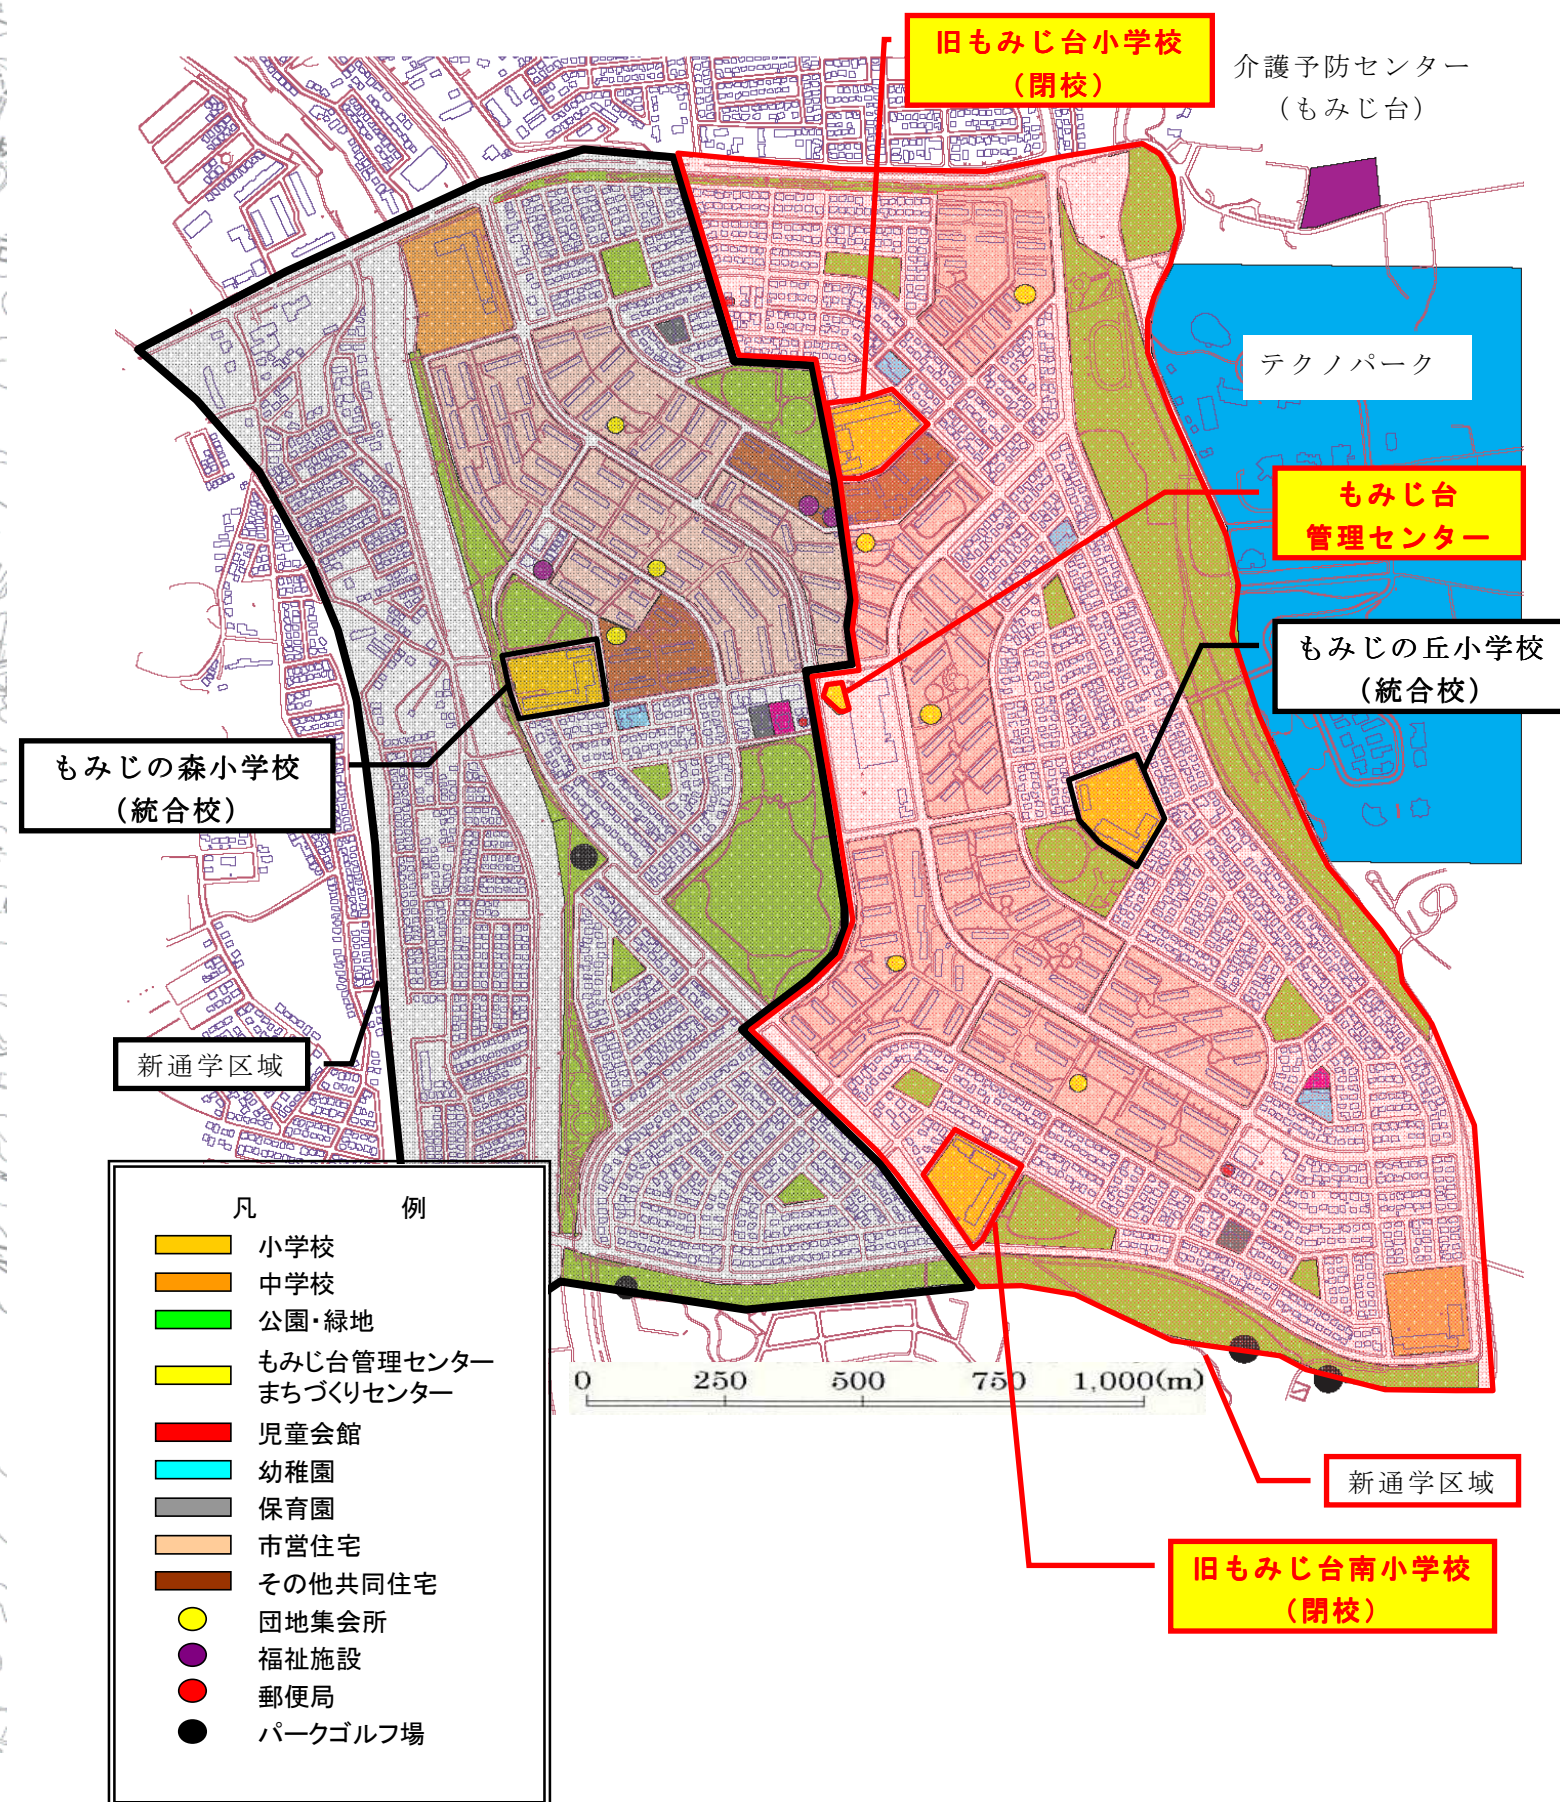 旧もみじ台小学校
（閉校）
介護予防センター
（もみじ台）
テクノパーク
もみじ台
管理センター
もみじの丘小学校
（統合校）
もみじの森小学校
（統合校）
新通学区域
凡　例
小学校
中学校
公園・緑地
もみじ台管理センター
まちづくりセンター
児童会館
幼稚園
保育園
市営住宅
その他共同住宅
団地集会所
福祉施設
郵便局
パークゴルフ場
0 250 500 750 1,000(m)
新通学区域
旧もみじ台南小学校
（閉校）